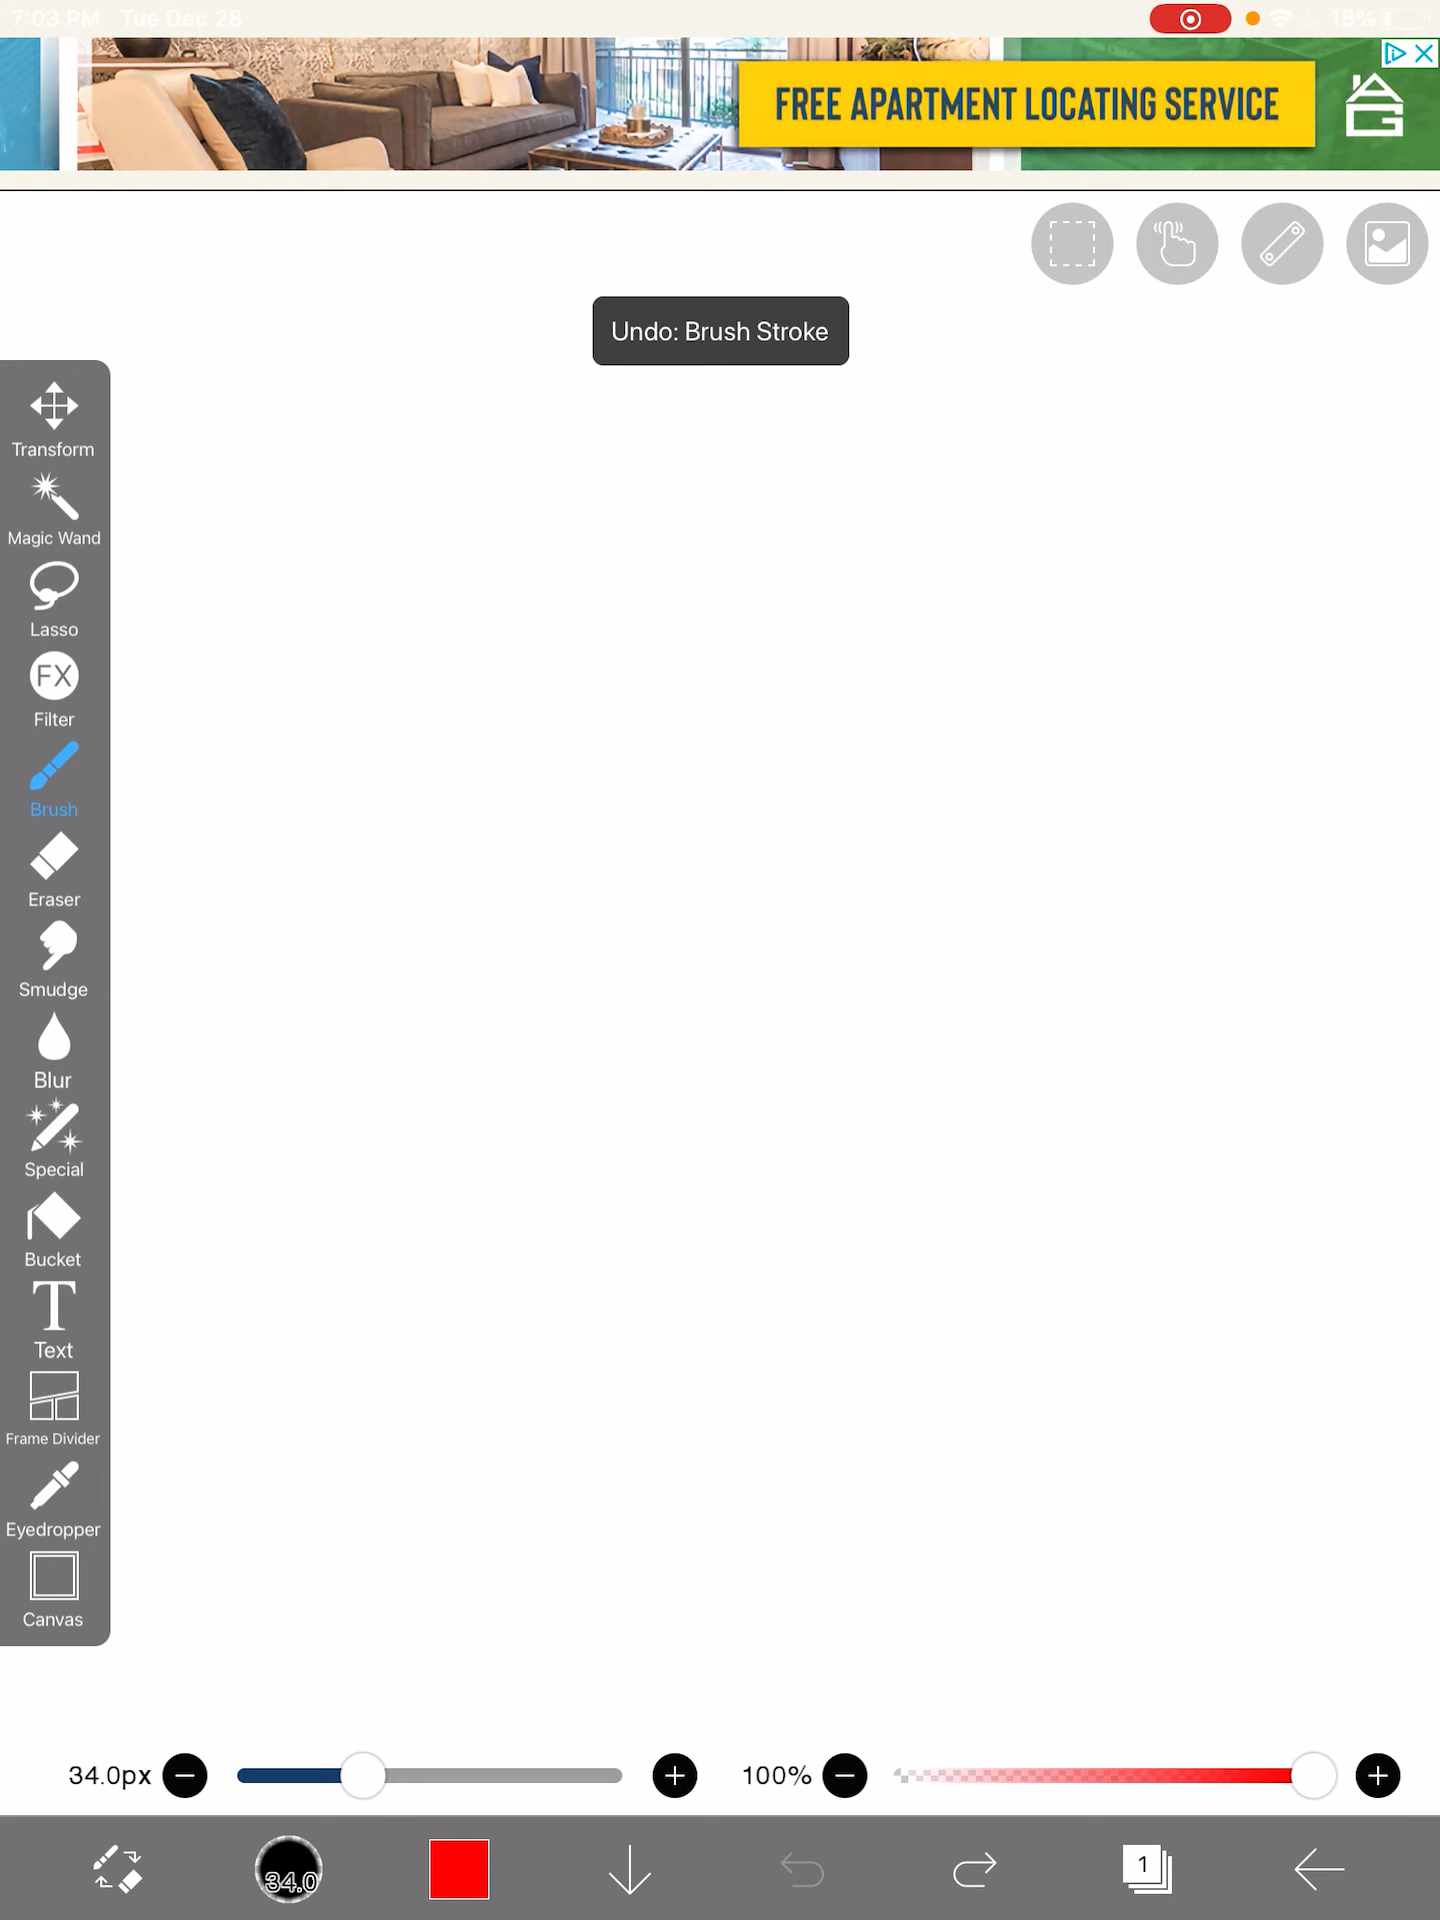 7:03 PM Tue Dec 28
15%
FREE APARTMENT LOCATING SERVICE
AG
Undo: Brush Stroke
Transform
Magic Wand
Lasso
FX
Filter
Brush
Eraser
Smudge
Blur
Special
Bucket
T
Text
Frame Divider
Eyedropper
Canvas
34.0px
100%
34.0
1